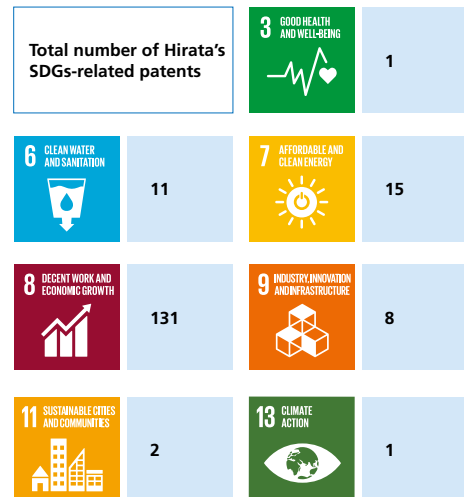 Total number of Hirata's
SDGs-related patents
3 GOOD HEALTH
AND WELL-BEING
1
6 CLEAN WATER
AND SANITATION
11
7 AFFORDABLE AND
CLEAN ENERGY
15
8 DECENT WORK AND
ECONOMIC GROWTH
131
9 INDUSTRY, INNOVATION
AND INFRASTRUCTURE
8
11 SUSTAINABLE CITIES
AND COMMUNITIES
2
13 CLIMATE
ACTION
1